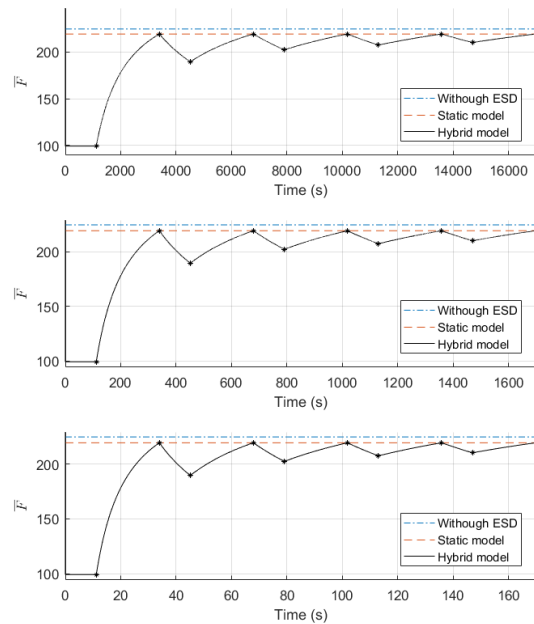 200
150
100
F
0 2000 4000 6000 8000 10000 12000 14000 16000
Time (s)
Withough ESD
Static model
Hybrid model
200
150
100
F
0 200 400 600 800 1000 1200 1400 1600
Time (s)
Withough ESD
Static model
Hybrid model
200
150
100
F
0 20 40 60 80 100 120 140 160
Time (s)
Withough ESD
Static model
Hybrid model